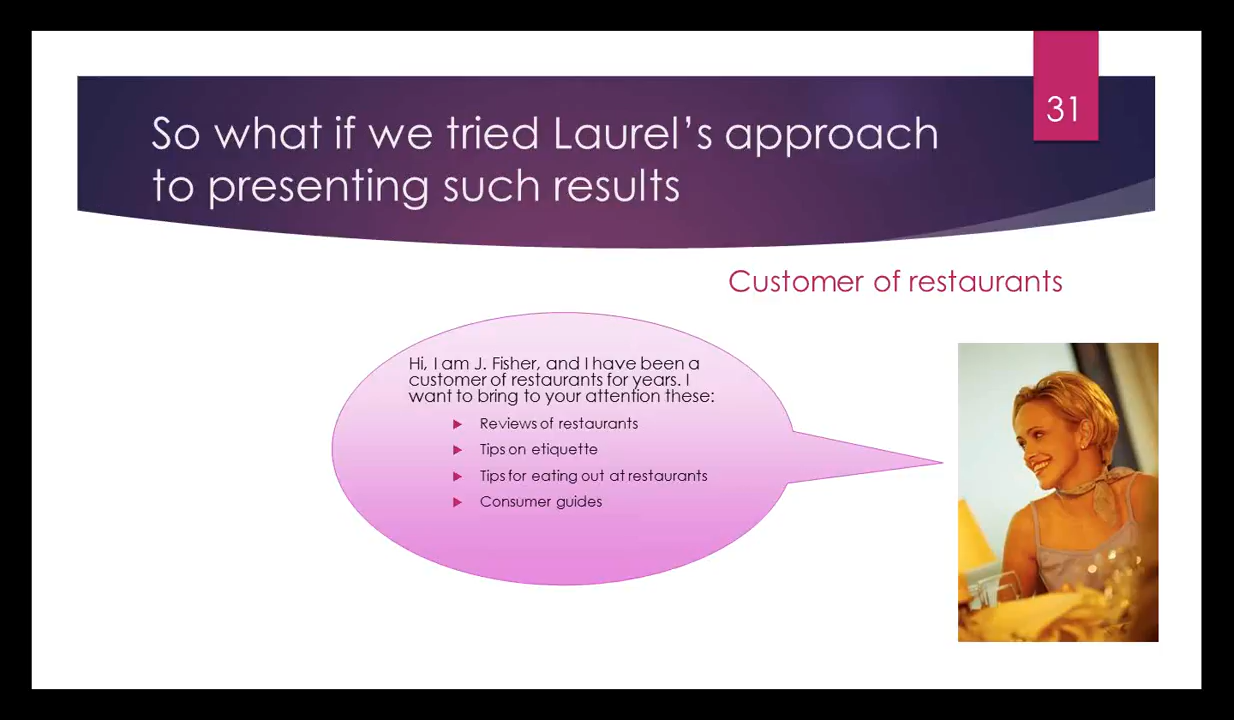 31
So what if we tried Laurel’s approach
to presenting such results
Customer of restaurants
Hi, I am J. Fisher, and I have been a
customer of restaurants for years. I
want to bring to your attention these:
Reviews of restaurants
Tips on etiquette
Tips for eating out at restaurants
Consumer guides